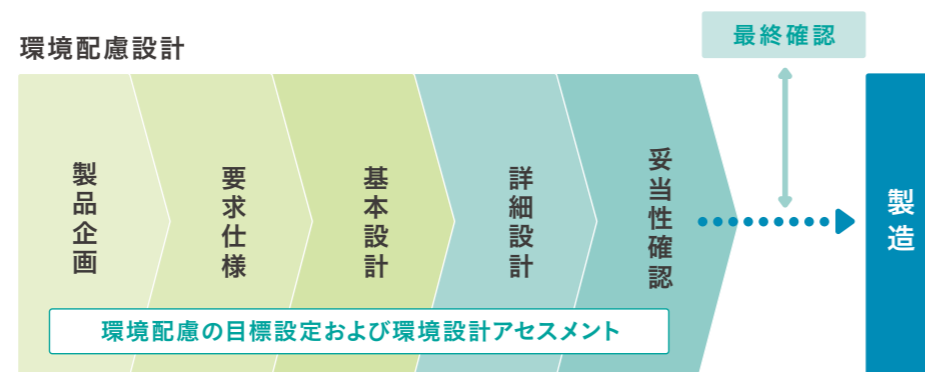 環境配慮設計
最終確認
製品企画
要求仕様
基本設計
詳細設計
妥当性確認
製造
環境配慮の目標設定および環境設計アセスメント